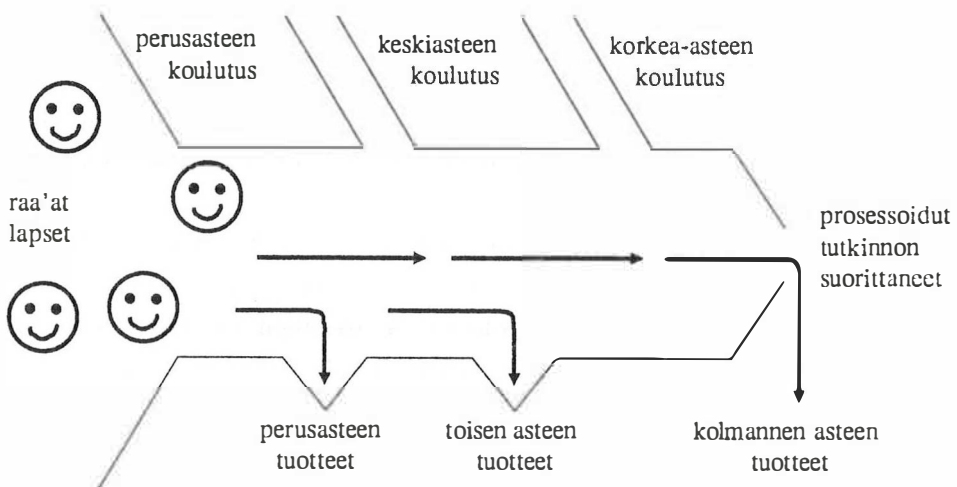 perusasteen
koulutus
keskiasteen
koulutus
korkea-asteen
koulutus
raa'at
lapset
prosessoidut
tutkinnon
suorittaneet
perusasteen
tuotteet
toisen asteen
tuotteet
kolmannen asteen
tuotteet